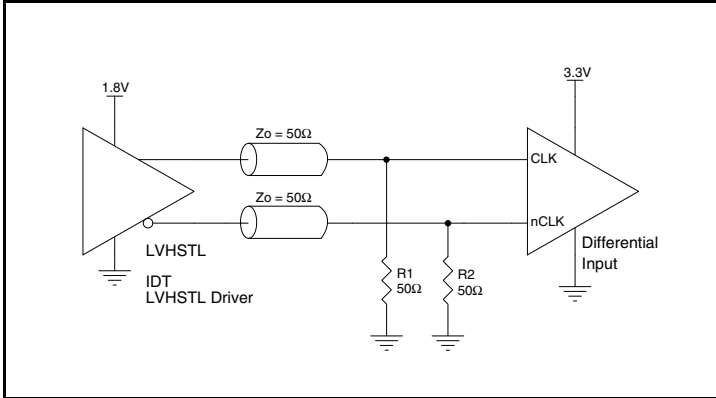 1.8V
3.3V
Zo = 50Ω
CLK
Zo = 50Ω
nCLK
LVHSTL
IDT
LVHSTL Driver
R1
50Ω
R2
50Ω
Differential
Input